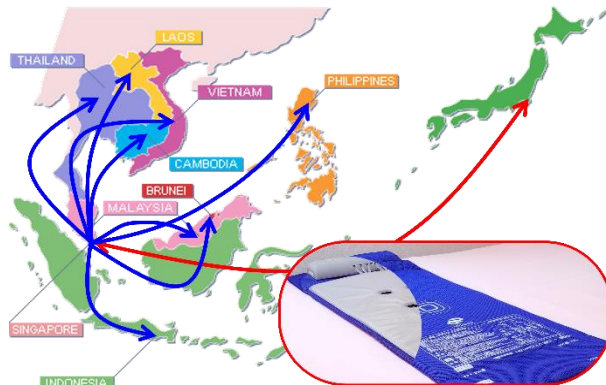 LAOS
THAILAND
VIETNAM
PHILIPPINES
CAMBODIA
BRUNEI
MALAYSIA
SINGAPORE
INDONESIA